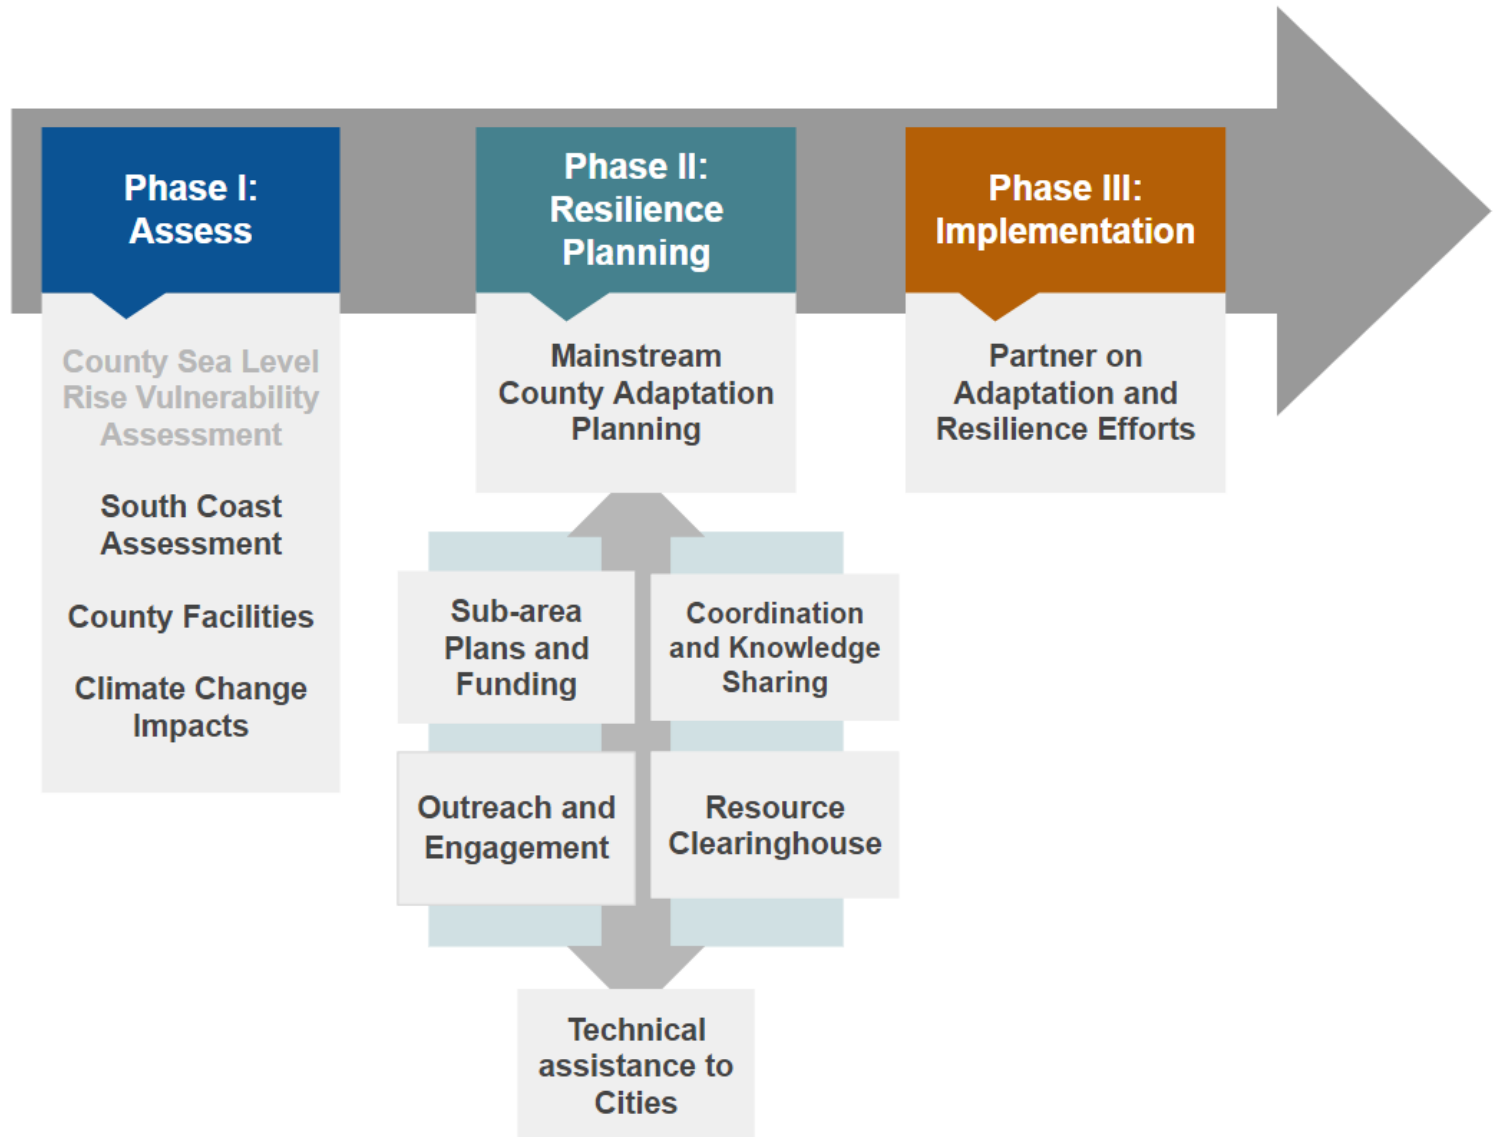 Phase I:
Assess
Phase II:
Resilience
Planning
Phase III:
Implementation
County Sea Level
Rise Vulnerability
Assessment
South Coast
Assessment
County Facilities
Climate Change
Impacts
Mainstream
County Adaptation
Planning
Partner on
Adaptation and
Resilience Efforts
Sub-area
Plans and
Funding
Coordination
and Knowledge
Sharing
Outreach and
Engagement
Resource
Clearinghouse
Technical
assistance to
Cities